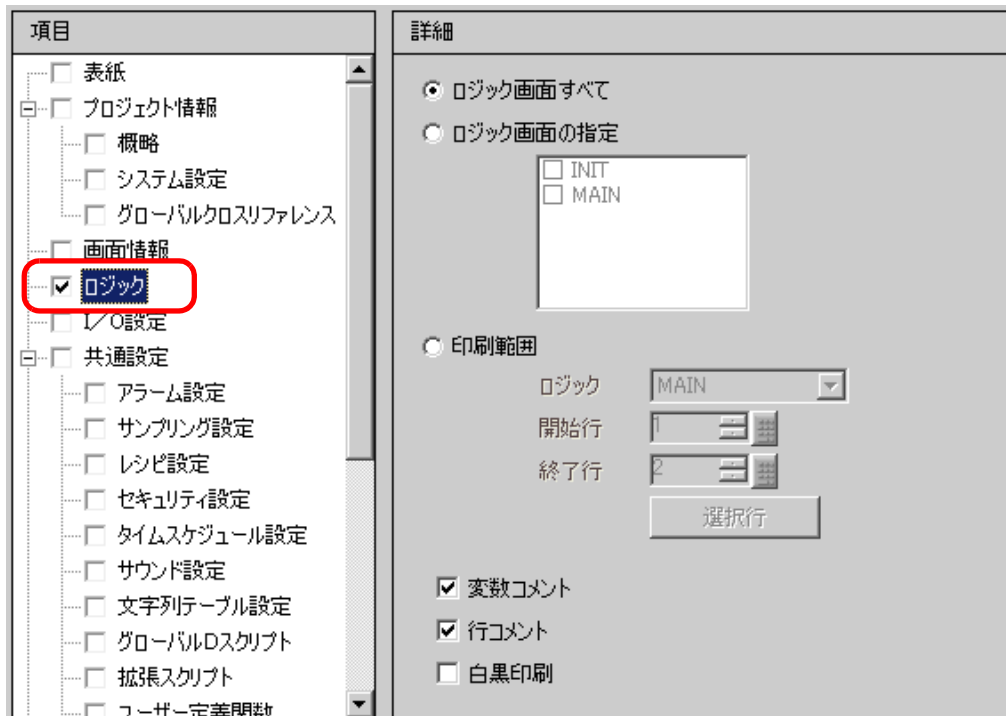 項目
表紙
プロジェクト情報
概略
システム設定
グローバルクロスリファレンス
画面情報
ロジック
I/O設定
共通設定
アラーム設定
サンプリング設定
レシピ設定
セキュリティ設定
タイムスケジュール設定
サウンド設定
文字列テーブル設定
グローバルDスクリプト
拡張スクリプト
ユーザー定義関数
詳細
ロジック画面すべて
ロジック画面の指定
INIT
MAIN
印刷範囲
ロジック MAIN
開始行 1
終了行 2
選択行
変数コメント
行コメント
白黒印刷